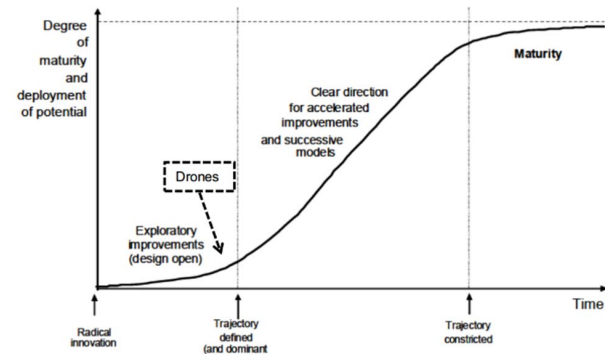 Degree
of
maturity
and
deployment
of potential
Maturity
Clear direction
for accelerated
improvements
and successive
models
Drones
Exploratory
improvements
(design open)
Time
Radical
innovation
Trajectory
defined
(and dominant
Trajectory
constricted